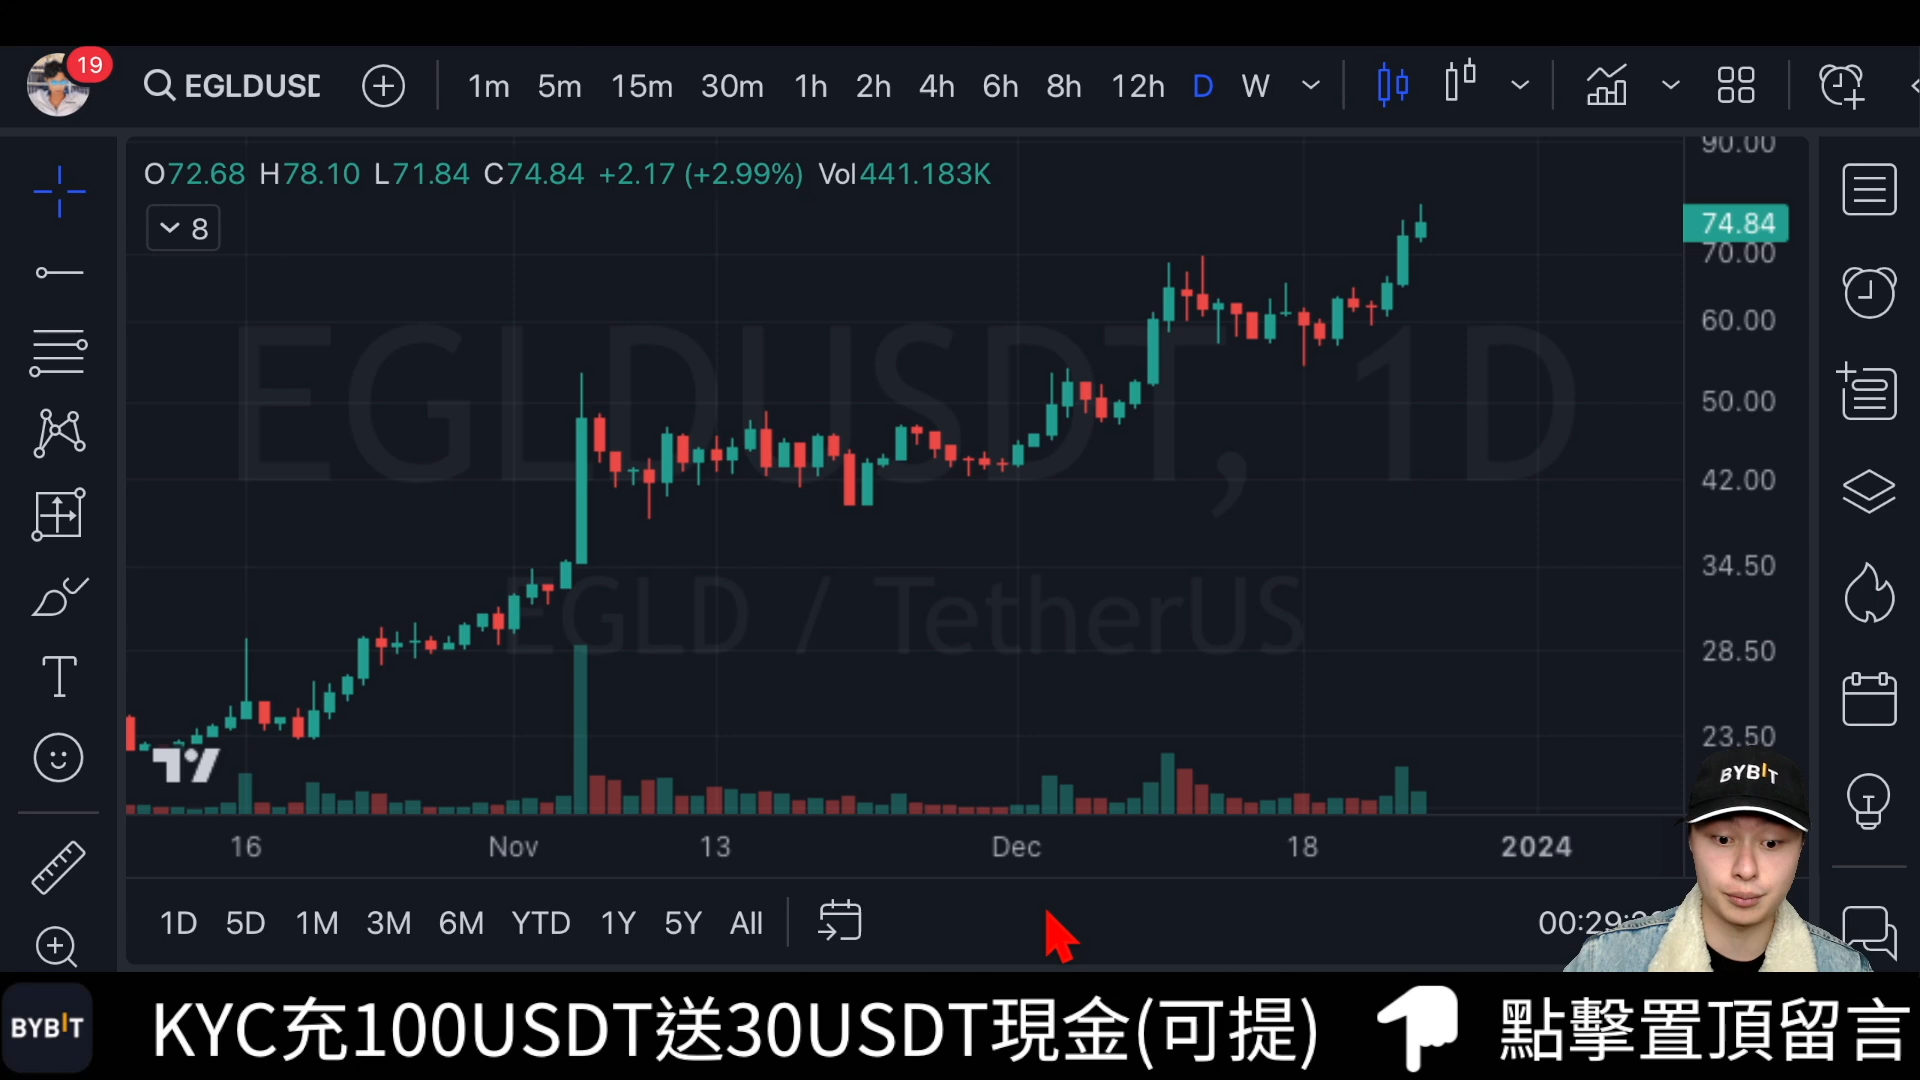 19
EGLDUSD
1m 5m 15m 30m 1h 2h 4h 6h 8h 12h D W
O72.68 H78.10 L71.84 C74.84 +2.17 (+2.99%) Vol441.183K
8
90.00
74.84
70.00
60.00
50.00
42.00
34.50
28.50
23.50
EGLDUSDT, 1D
EGLD / TetherUS
16 Nov 13 Dec 18 2024
1D 5D 1M 3M 6M YTD 1Y 5Y All
00:29:
BYBIT
BYBIT
KYC充100USDT送30USDT現金(可提)
點擊置頂留言